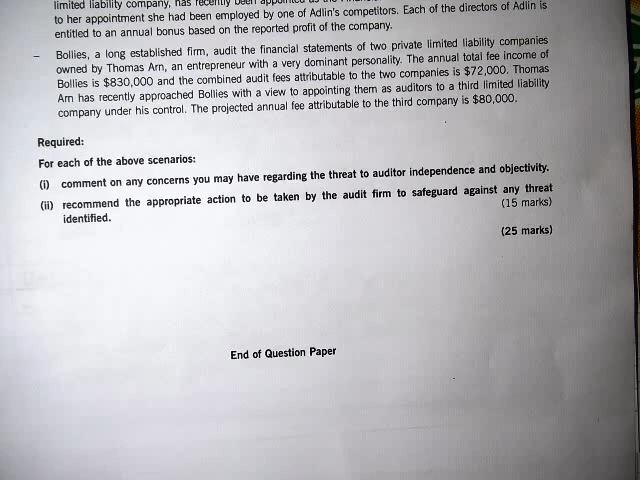 limited liability company, has recently been
to her appointment she had been employed by one of Adlin's competitors. Each of the directors of Adlin is
entitled to an annual bonus based on the reported profit of the company.
– Bollies, a long established firm, audit the financial statements of two private limited liability companies
owned by Thomas Arn, an entrepreneur with a very dominant personality. The annual total fee income of
Bollies is $830,000 and the combined audit fees attributable to the two companies is $72,000. Thomas
Arn has recently approached Bollies with a view to appointing them as auditors to a third limited liability
company under his control. The projected annual fee attributable to the third company is $80,000.
Required:
For each of the above scenarios:
(i) comment on any concerns you may have regarding the threat to auditor independence and objectivity.
(ii) recommend the appropriate action to be taken by the audit firm to safeguard against any threat
identified.
(15 marks)
(25 marks)
End of Question Paper